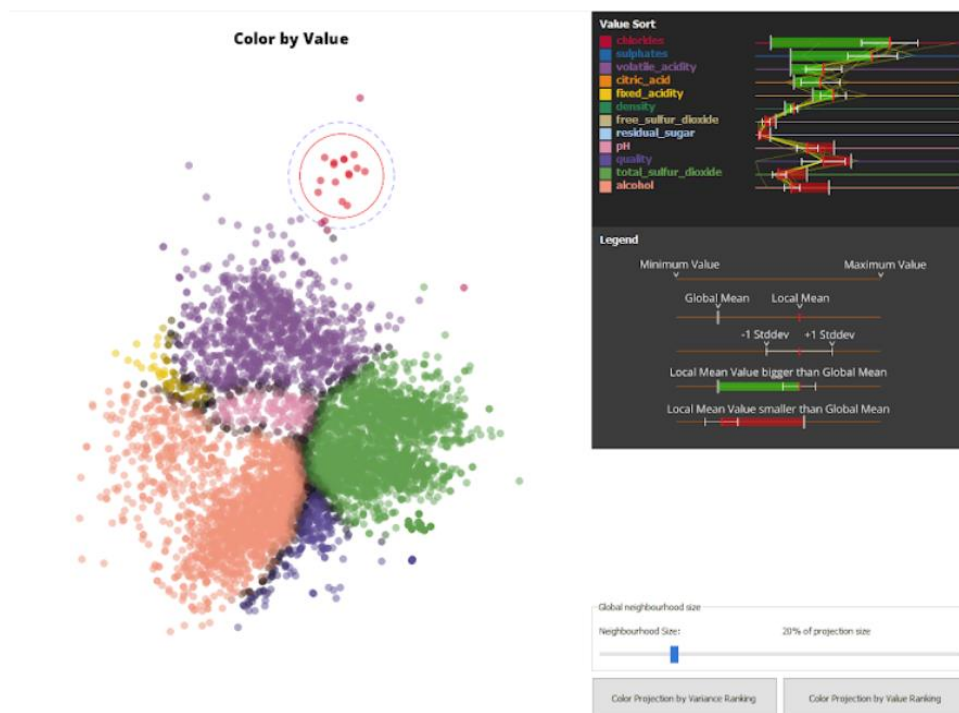 Color by Value
Value Sort
chlorides
sulphates
volatile_acidity
citric_acid
fixed_acidity
density
free_sulfur_dioxide
residual_sugar
pH
quality
total_sulfur_dioxide
alcohol
Legend
Minimum Value Maximum Value
Global Mean Local Mean
-1 Stddev +1 Stddev
Local Mean Value bigger than Global Mean
Local Mean Value smaller than Global Mean
Global neighbourhood size
Neighbourhood Size: 20% of projection size
Color Projection by Variance Ranking Color Projection by Value Ranking